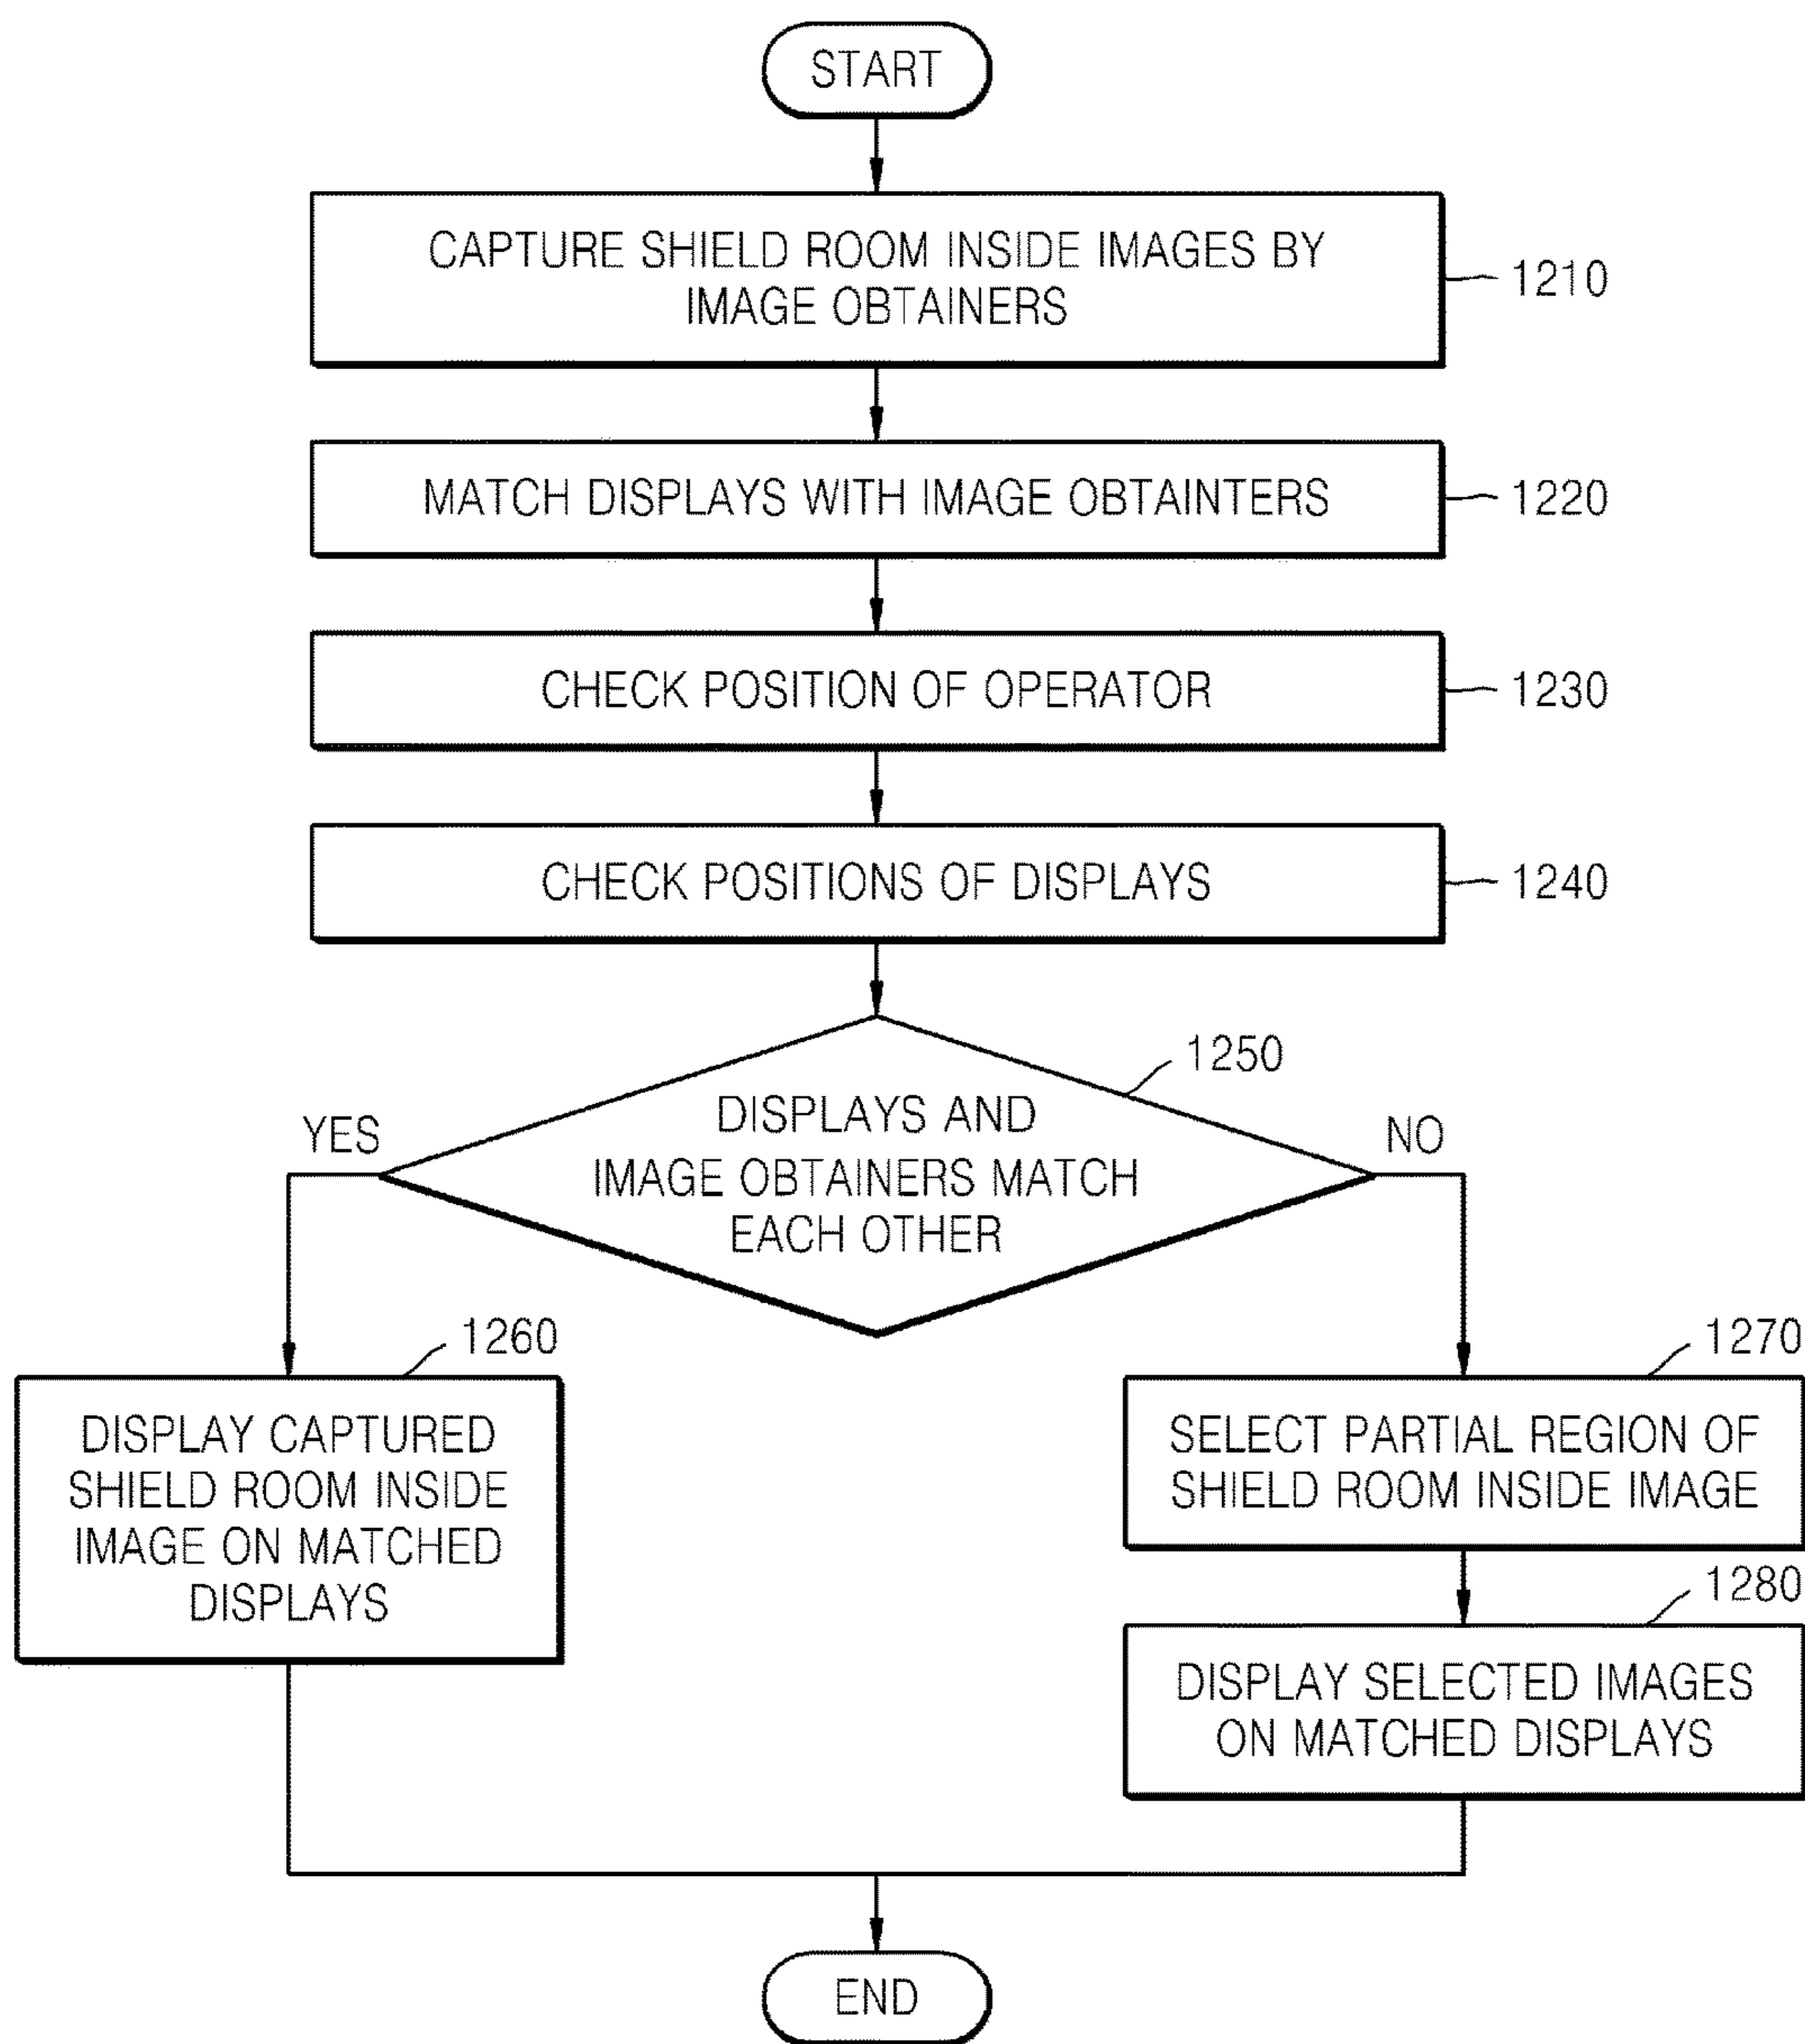 START
CAPTURE SHIELD ROOM INSIDE IMAGES BY
IMAGE OBTAINERS
1210
MATCH DISPLAYS WITH IMAGE OBTAINTERS
1220
CHECK POSITION OF OPERATOR
1230
CHECK POSITIONS OF DISPLAYS
1240
1250
DISPLAYS AND
IMAGE OBTAINERS MATCH
EACH OTHER
YES
NO
1260
DISPLAY CAPTURED
SHIELD ROOM INSIDE
IMAGE ON MATCHED
DISPLAYS
1270
SELECT PARTIAL REGION OF
SHIELD ROOM INSIDE IMAGE
1280
DISPLAY SELECTED IMAGES
ON MATCHED DISPLAYS
END